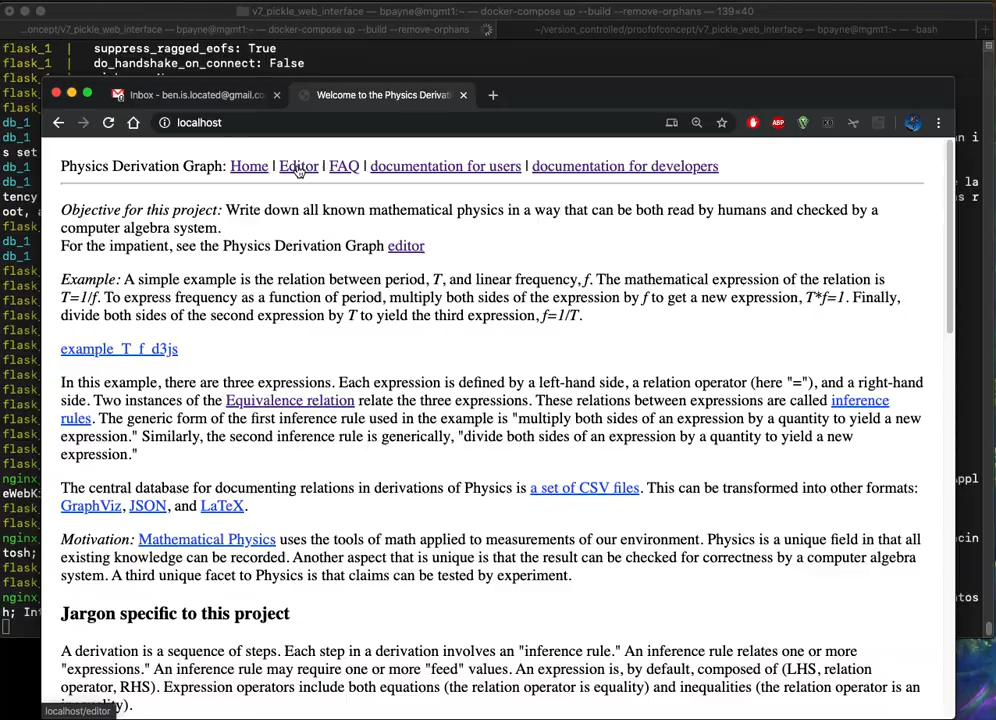 v7_pickle_web_interface — bpayne@mgmt1:~ — docker-compose up --build --remove-orphans — 139×40
...oncept/v7_pickle_web_interface — bpayne@mgmt1:~ — docker-compose up --build --remove-orphans
~/version_controlled/proofofconcept/v7_pickle_web_interface — bpayne@mgmt1:~ — -bash
flask_1 | suppress_ragged_eofs: True
flask_1 | do_handshake_on_connect: False
Inbox - ben.is.located@gmail.co
Welcome to the Physics Derivati
localhost
ABP
Physics Derivation Graph: Home | Editor | FAQ | documentation for users | documentation for developers
Objective for this project: Write down all known mathematical physics in a way that can be both read by humans and checked by a
computer algebra system.
For the impatient, see the Physics Derivation Graph editor
Example: A simple example is the relation between period, T, and linear frequency, f. The mathematical expression of the relation is
T=1/f. To express frequency as a function of period, multiply both sides of the expression by f to get a new expression, T*f=1. Finally,
divide both sides of the second expression by T to yield the third expression, f=1/T.
example_T_f_d3js
In this example, there are three expressions. Each expression is defined by a left-hand side, a relation operator (here "="), and a right-hand
side. Two instances of the Equivalence relation relate the three expressions. These relations between expressions are called inference
rules. The generic form of the first inference rule used in the example is "multiply both sides of an expression by a quantity to yield a new
expression." Similarly, the second inference rule is generically, "divide both sides of an expression by a quantity to yield a new
expression."
The central database for documenting relations in derivations of Physics is a set of CSV files. This can be transformed into other formats:
GraphViz, JSON, and LaTeX.
Motivation: Mathematical Physics uses the tools of math applied to measurements of our environment. Physics is a unique field in that all
existing knowledge can be recorded. Another aspect that is unique is that the result can be checked for correctness by a computer algebra
system. A third unique facet to Physics is that claims can be tested by experiment.
Jargon specific to this project
A derivation is a sequence of steps. Each step in a derivation involves an "inference rule." An inference rule relates one or more
"expressions." An inference rule may require one or more "feed" values. An expression is, by default, composed of (LHS, relation
operator, RHS). Expression operators include both equations (the relation operator is equality) and inequalities (the relation operator is an
inequality).
localhost/editor